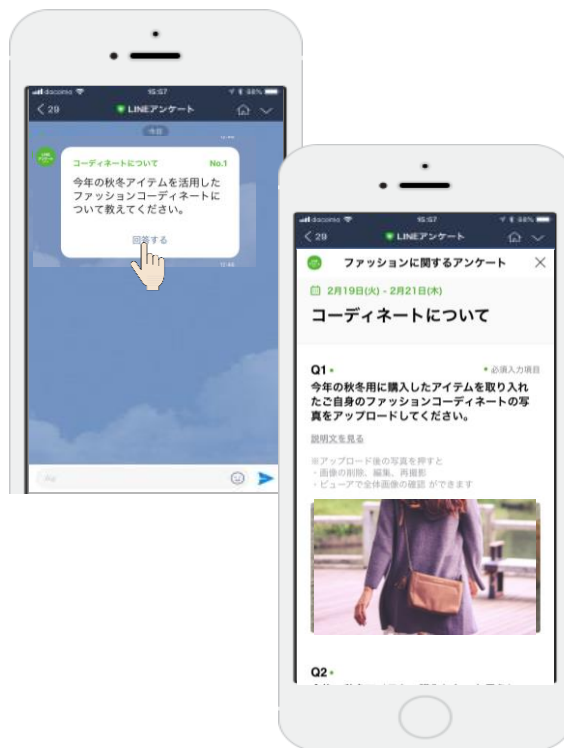 docomo 15:57 98%
29 LINEアンケート
今日
コーディネートについて No.1
今年の秋冬アイテムを活用した
ファッションコーディネートに
ついて教えてください。
回答する
Aa
docomo 15:57 98%
29 LINEアンケート
ファッションに関するアンケート
2月19日(火) - 2月21日(木)
コーディネートについて
Q1
• 必須入力項目
今年の秋冬用に購入したアイテムを取り入れ
たご自身のファッションコーディネートの写
真をアップロードしてください。
説明文を見る
※アップロード後の写真を押すと
・画像の削除、編集、再撮影
・ビューアで全体画像の確認 ができます
Q2